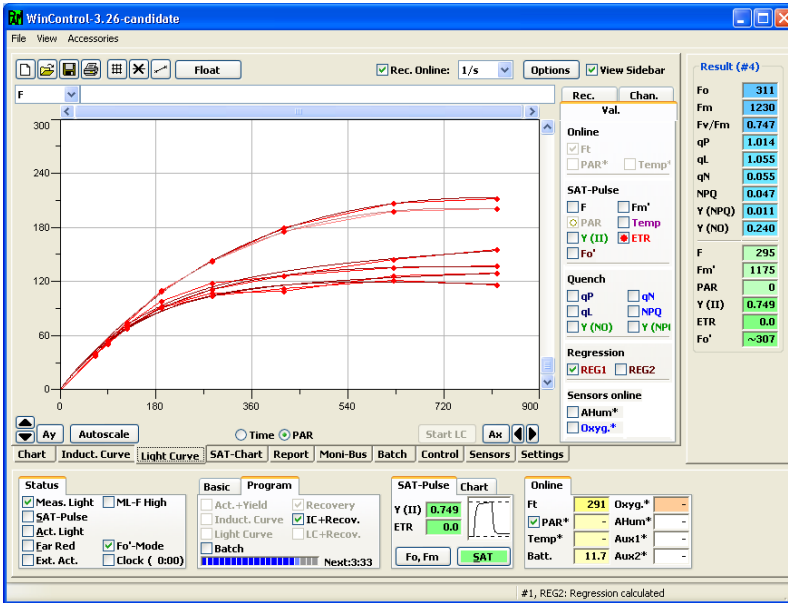 WinControl-3.26-candidate
File View Accessories
Float
Rec. Online: 1/s Options View Sidebar
F
Rec. Chan.
Val.
Online
Ft
PAR* Temp*
SAT-Pulse
F Fm'
PAR Temp
Y (II) ETR
Fo'
Quench
qP qN
qL NPQ
Y (NO) Y (NPI
Regression
REG1 REG2
Sensors online
AHum*
Oxyg.*
300
240
180
120
60
0
0 180 360 540 720 900
Ay Autoscale Time PAR Start LC Ax
Chart Induct. Curve Light Curve SAT-Chart Report Moni-Bus Batch Control Sensors Settings
Result (#4)
Fo 311
Fm 1230
Fv/Fm 0.747
qP 1.014
qL 1.055
qN 0.055
NPQ 0.047
Y (NPQ) 0.011
Y (NO) 0.240
F 295
Fm' 1175
PAR 0
Y (II) 0.749
ETR 0.0
Fo' ~307
Status
Meas. Light ML-F High
SAT-Pulse
Act. Light
Far Red Fo'-Mode
Ext. Act. Clock ( 0:00)
Basic Program
Act.+Yield Recovery
Induct. Curve IC+Recov.
Light Curve LC+Recov.
Batch
Next:3:33
SAT-Pulse Chart
Y (II) 0.749
ETR 0.0
Fo, Fm SAT
Online
Ft 291 Oxyg.* -
PAR* - AHum* -
Temp* - Aux1* -
Batt. 11.7 Aux2* -
#1, REG2: Regression calculated